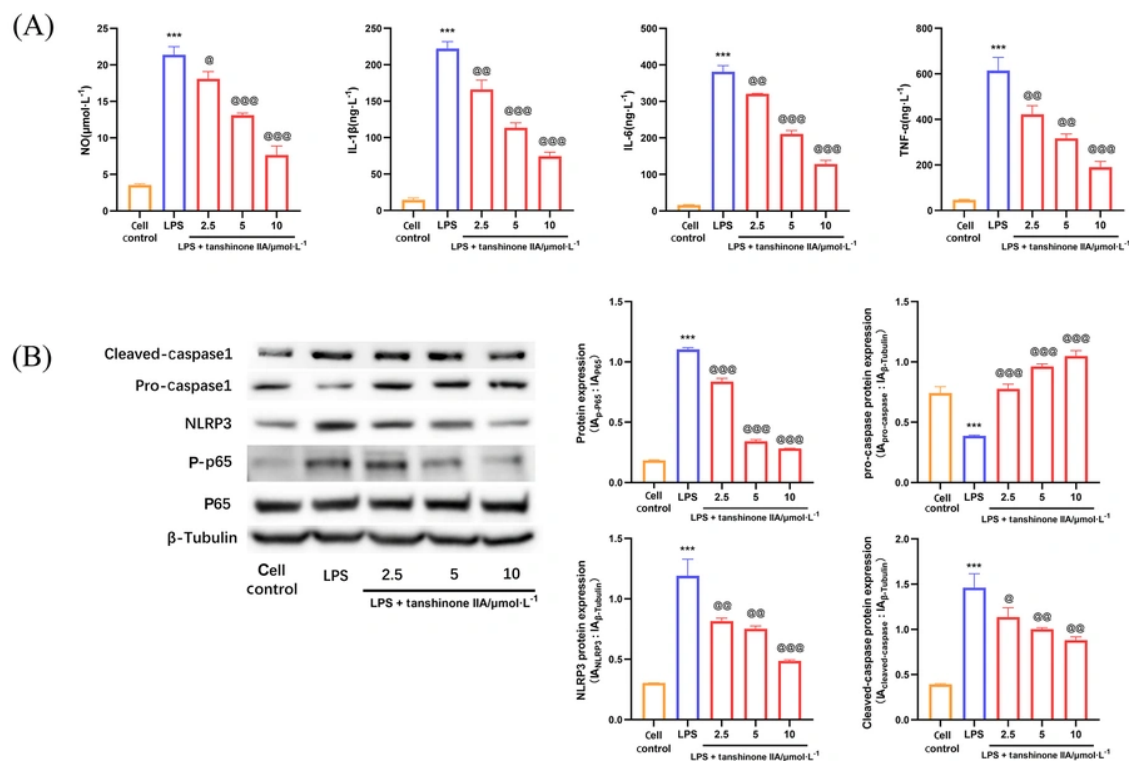 (A)
NO(μmol·L⁻¹)
25
20
15
10
5
0
***
@
@@@
@@@
Cell
control
LPS
2.5
5
10
LPS + tanshinone IIA/μmol·L⁻¹
IL-1β(ng·L⁻¹)
250
200
150
100
50
0
***
@@
@@@
@@@
Cell
control
LPS
2.5
5
10
LPS + tanshinone IIA/μmol·L⁻¹
IL-6(ng·L⁻¹)
500
400
300
200
100
0
***
@@
@@@
@@@
Cell
control
LPS
2.5
5
10
LPS + tanshinone IIA/μmol·L⁻¹
TNF-α(ng·L⁻¹)
800
600
400
200
0
***
@@
@@
@@@
Cell
control
LPS
2.5
5
10
LPS + tanshinone IIA/μmol·L⁻¹
(B)
Cleaved-caspase1
Pro-caspase1
NLRP3
P-p65
P65
β-Tubulin
Cell
control
LPS
2.5
5
10
LPS + tanshinone IIA/μmol·L⁻¹
Protein expression
(IAp-P65 : IAP65)
1.5
1.0
0.5
0.0
***
@@@
@@@
@@@
Cell
control
LPS
2.5
5
10
LPS + tanshinone IIA/μmol·L⁻¹
pro-caspase protein expression
(IApro-caspase : IAβ-Tubulin)
1.5
1.0
0.5
0.0
***
@@@
@@@
@@@
Cell
control
LPS
2.5
5
10
LPS + tanshinone IIA/μmol·L⁻¹
NLRP3 protein expression
(IANLRP3 : IAβ-Tubulin)
1.5
1.0
0.5
0.0
***
@@
@@
@@@
Cell
control
LPS
2.5
5
10
LPS + tanshinone IIA/μmol·L⁻¹
Cleaved-caspase protein expression
(IAcleaved-caspase : IAβ-Tubulin)
2.0
1.5
1.0
0.5
0.0
***
@
@@
@@
Cell
control
LPS
2.5
5
10
LPS + tanshinone IIA/μmol·L⁻¹